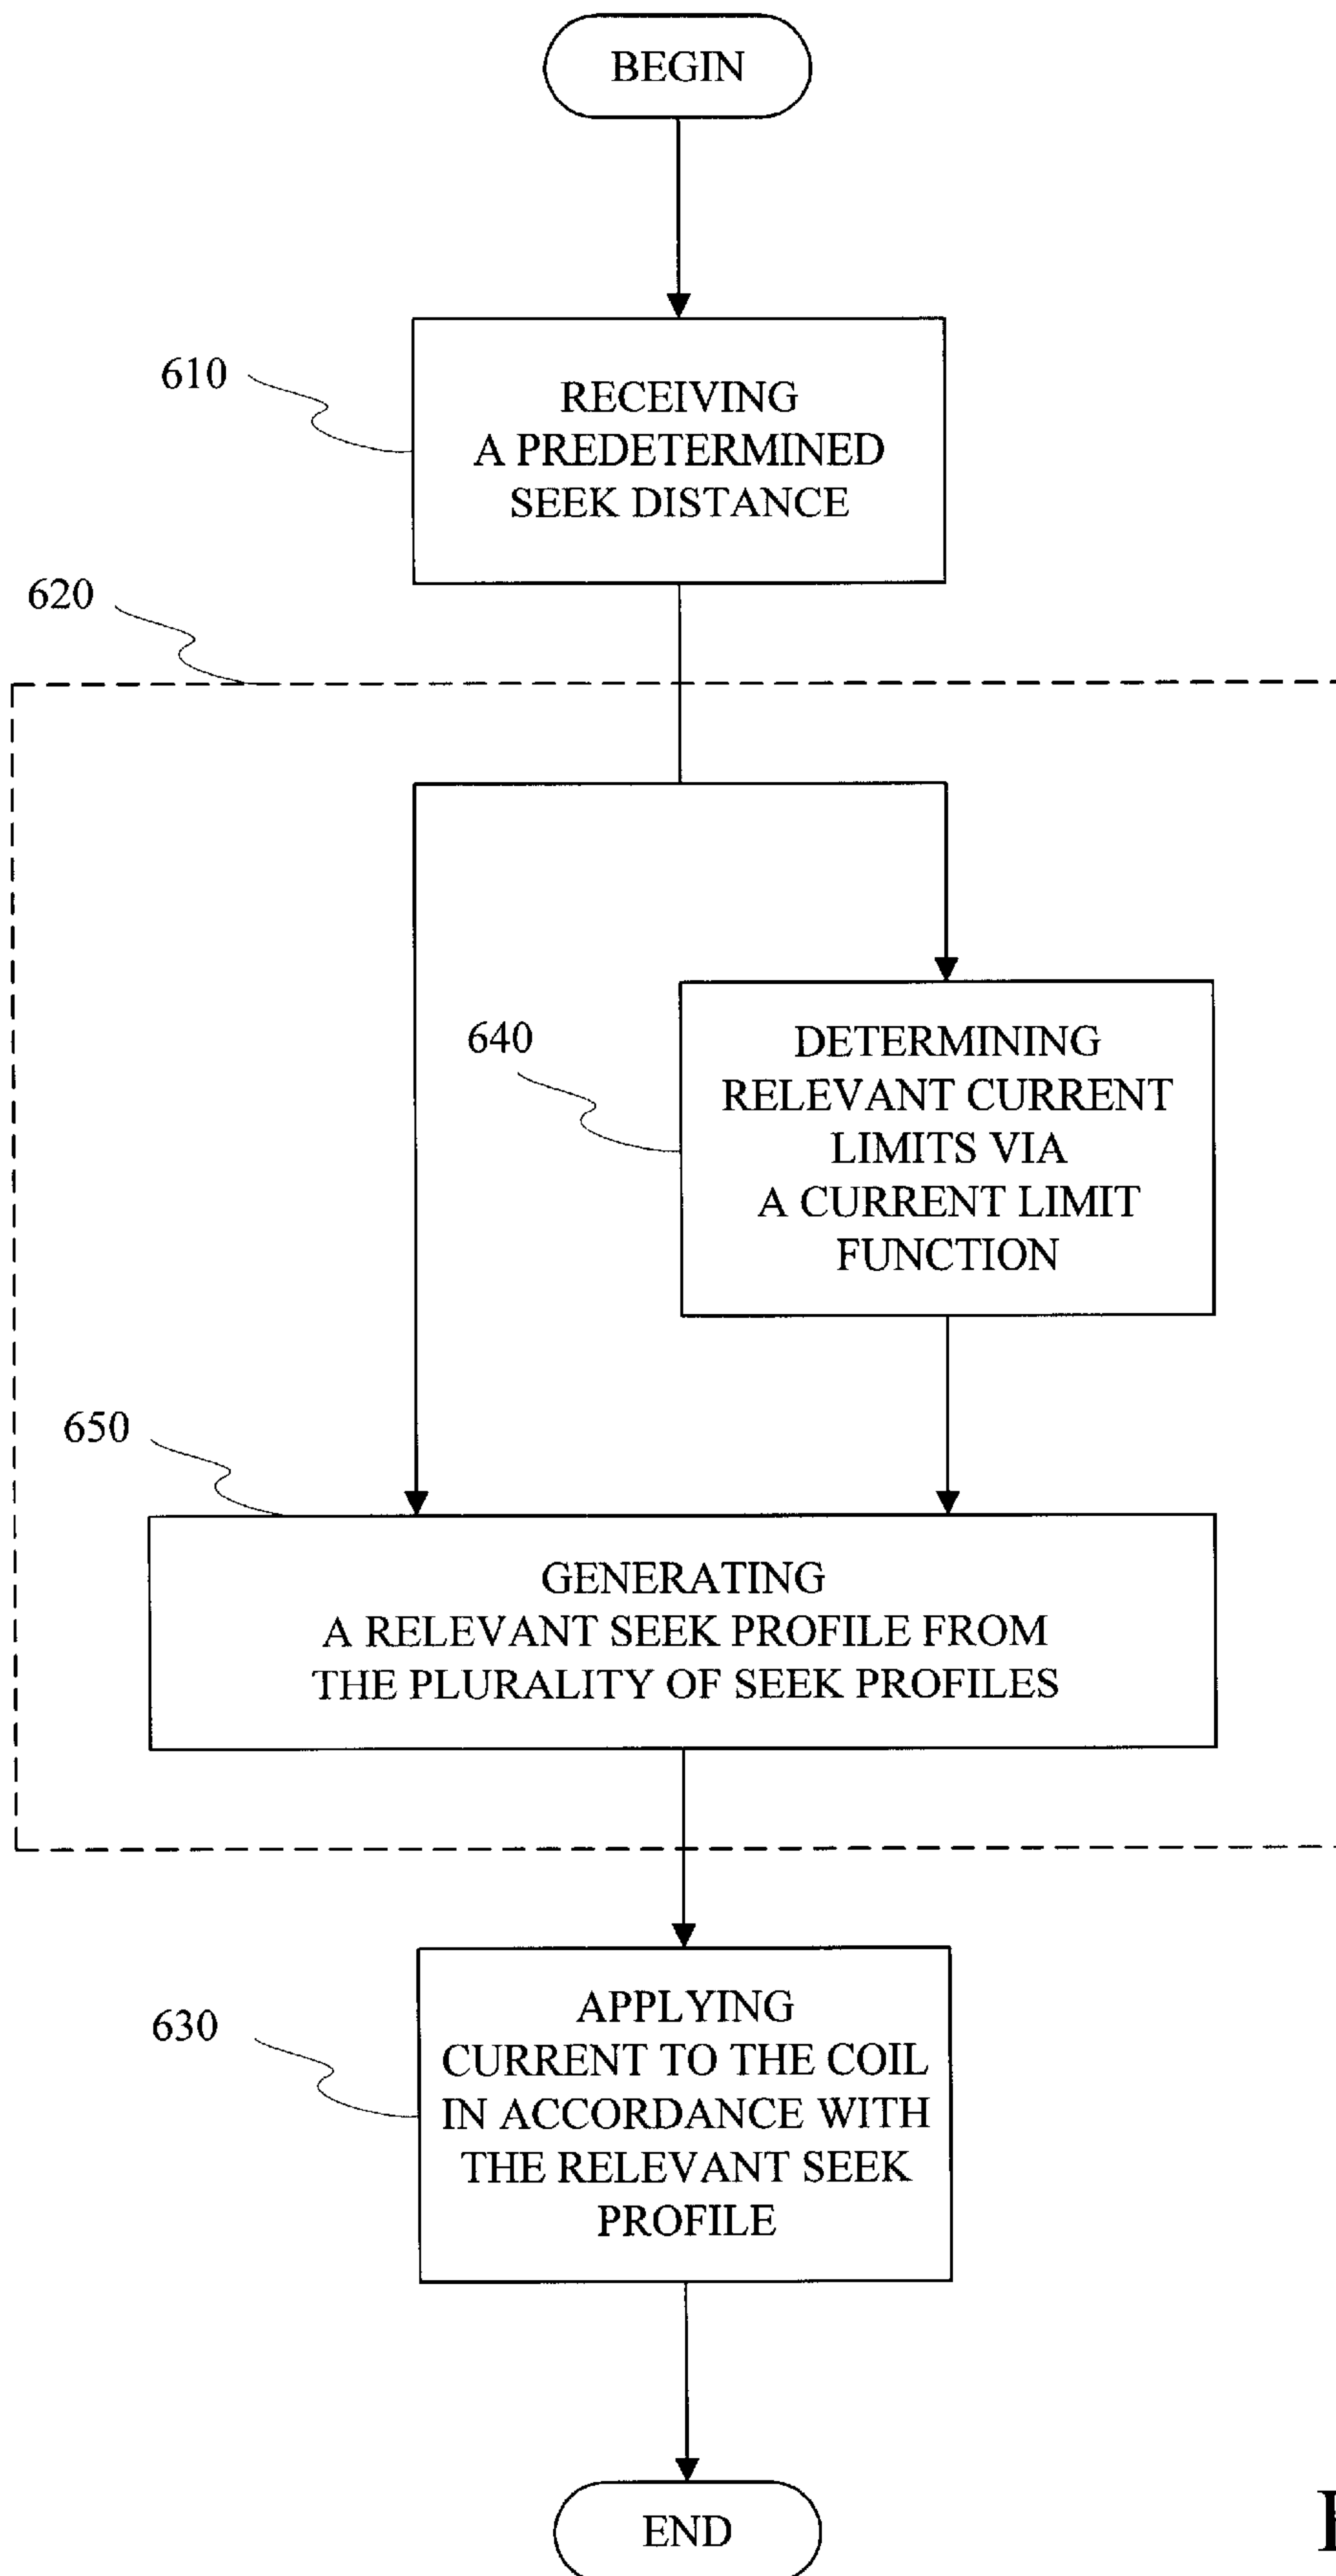 BEGIN
610
RECEIVING
A PREDETERMINED
SEEK DISTANCE
620
640
DETERMINING
RELEVANT CURRENT
LIMITS VIA
A CURRENT LIMIT
FUNCTION
650
GENERATING
A RELEVANT SEEK PROFILE FROM
THE PLURALITY OF SEEK PROFILES
630
APPLYING
CURRENT TO THE COIL
IN ACCORDANCE WITH
THE RELEVANT SEEK
PROFILE
END